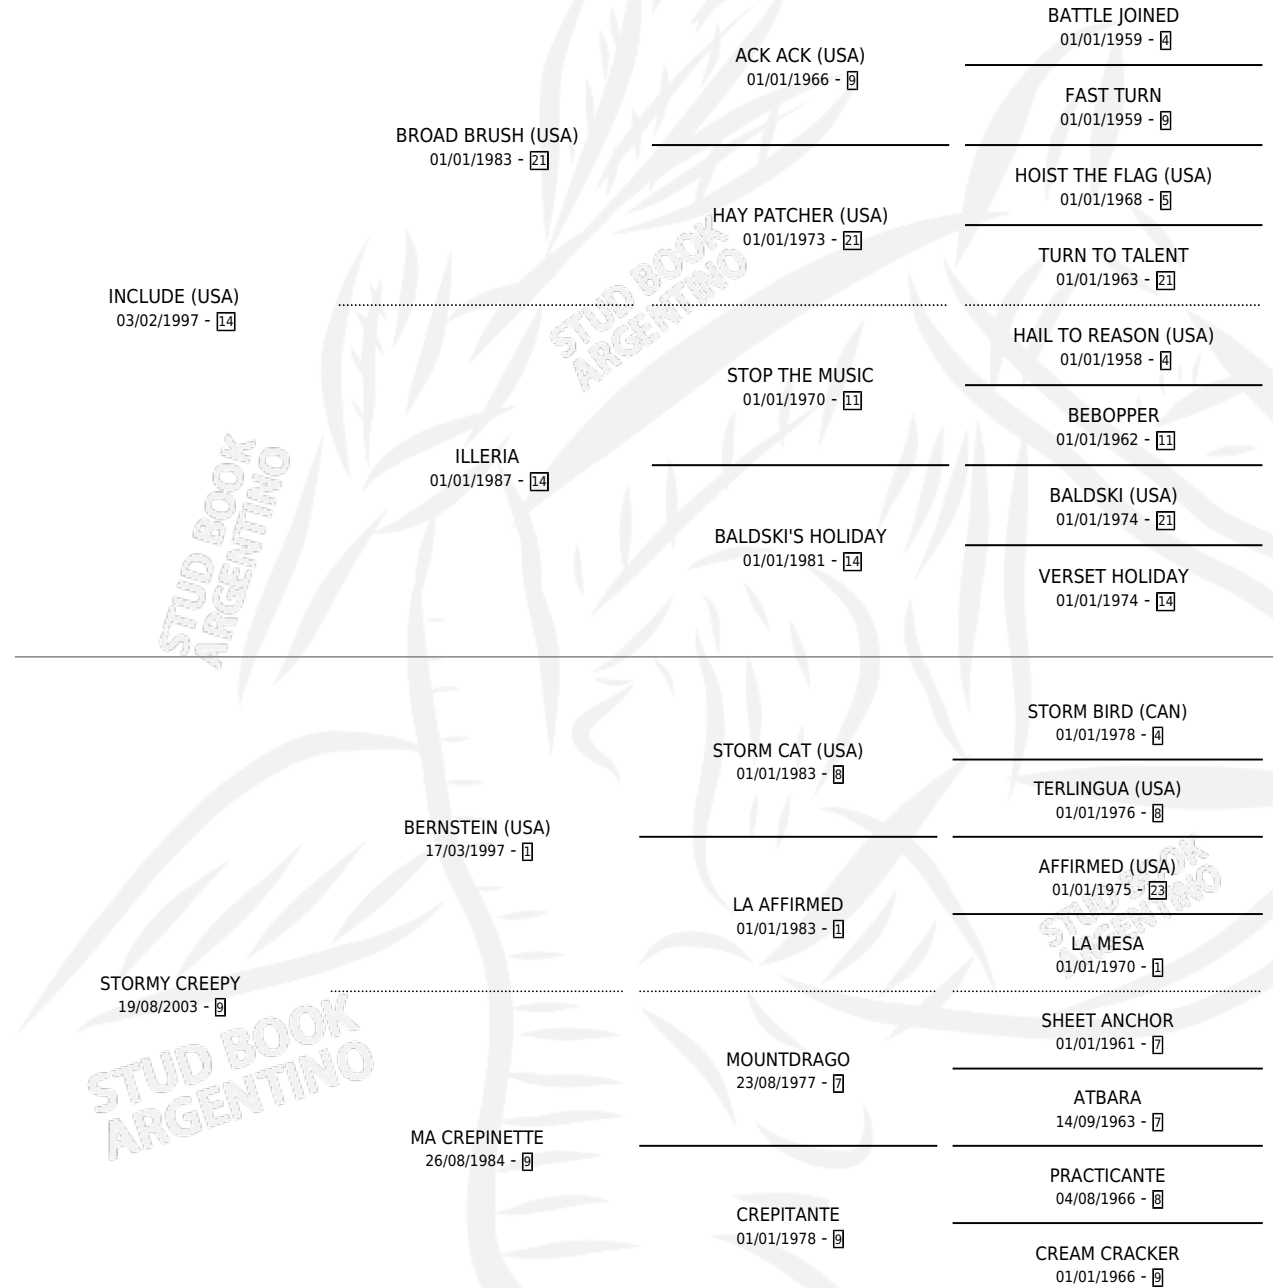 BATTLE JOINED
01/01/1959 - 4
ACK ACK (USA)
01/01/1966 - 9
FAST TURN
01/01/1959 - 9
BROAD BRUSH (USA)
01/01/1983 - 21
HOIST THE FLAG (USA)
01/01/1968 - 5
HAY PATCHER (USA)
01/01/1973 - 21
TURN TO TALENT
01/01/1963 - 21
INCLUDE (USA)
03/02/1997 - 14
STUD BOOK
ARGENTINO
HAIL TO REASON (USA)
01/01/1958 - 4
STOP THE MUSIC
01/01/1970 - 11
BEBOPPER
01/01/1962 - 11
ILLERIA
01/01/1987 - 14
BALDSKI (USA)
01/01/1974 - 21
BALDSKI'S HOLIDAY
01/01/1981 - 14
VERSET HOLIDAY
01/01/1974 - 14
STUD BOOK
ARGENTINO
STORM BIRD (CAN)
01/01/1978 - 4
STORM CAT (USA)
01/01/1983 - 8
TERLINGUA (USA)
01/01/1976 - 8
BERNSTEIN (USA)
17/03/1997 - 1
AFFIRMED (USA)
01/01/1975 - 23
LA AFFIRMED
01/01/1983 - 1
STUD BOOK
ARGENTINO
LA MESA
01/01/1970 - 1
STORMY CREEPY
19/08/2003 - 9
SHEET ANCHOR
01/01/1961 - 7
STUD BOOK
ARGENTINO
MOUNTDRAGO
23/08/1977 - 7
ATBARA
14/09/1963 - 7
MA CREPINETTE
26/08/1984 - 9
PRACTICANTE
04/08/1966 - 8
CREPITANTE
01/01/1978 - 9
CREAM CRACKER
01/01/1966 - 9